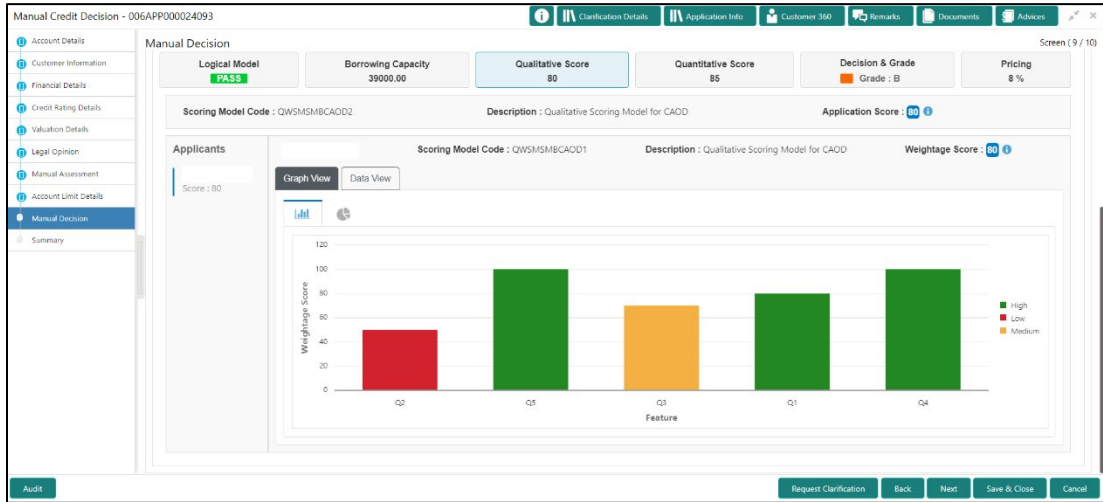 Manual Credit Decision - 006APP000024093
Clarification Details
Application Info
Customer 360
Remarks
Documents
Advices
Account Details
Customer Information
Financial Details
Credit Rating Details
Valuation Details
Legal Opinion
Manual Assessment
Account Limit Details
Manual Decision
Summary
Manual Decision
Screen ( 9 / 10)
Logical Model
PASS
Borrowing Capacity
39000.00
Qualitative Score
80
Quantitative Score
85
Decision & Grade
Grade : B
Pricing
8 %
Scoring Model Code : QWSMSMBCAOD2
Description : Qualitative Scoring Model for CAOD
Application Score : 80
Applicants
Score : 80
Scoring Model Code : QWSMSMBCAOD1
Description : Qualitative Scoring Model for CAOD
Weightage Score : 80
Graph View
Data View
120
100
80
60
40
20
0
Weightage Score
Q2
Q5
Q3
Q1
Q4
Feature
High
Low
Medium
Audit
Request Clarification
Back
Next
Save & Close
Cancel